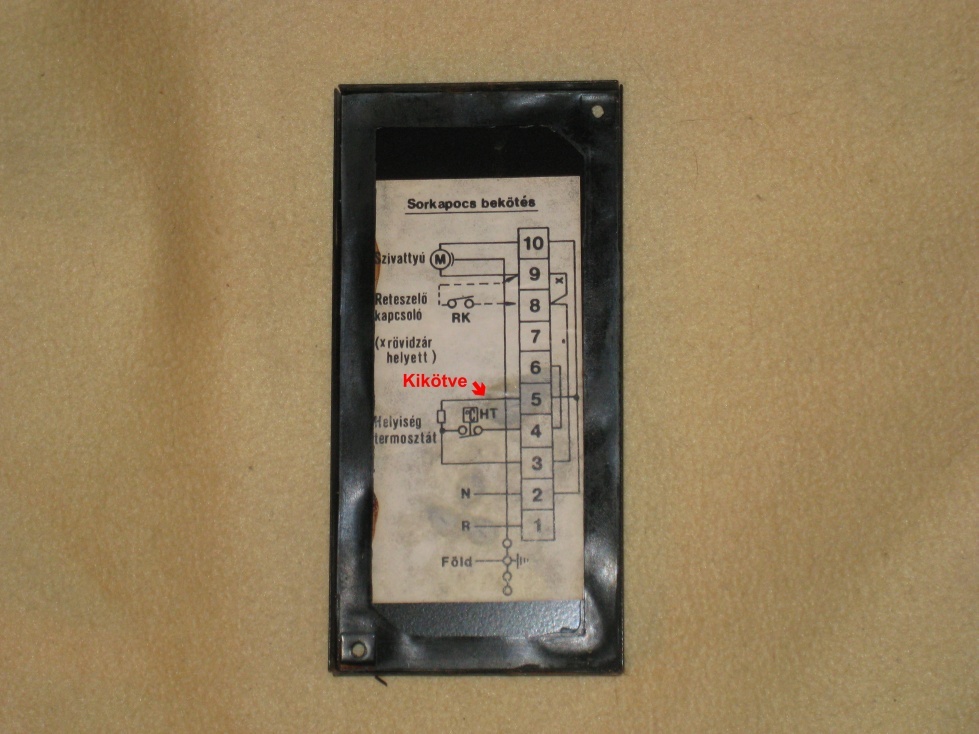 Sorkapocs bekötés
10
Szivattyú M
9
x
Reteszelő
kapcsoló
8
RK
7
(x rövidzár
helyett)
6
Kikötve
5
°C HT
Helyiség
termosztát
4
3
N 2
R 1
Föld